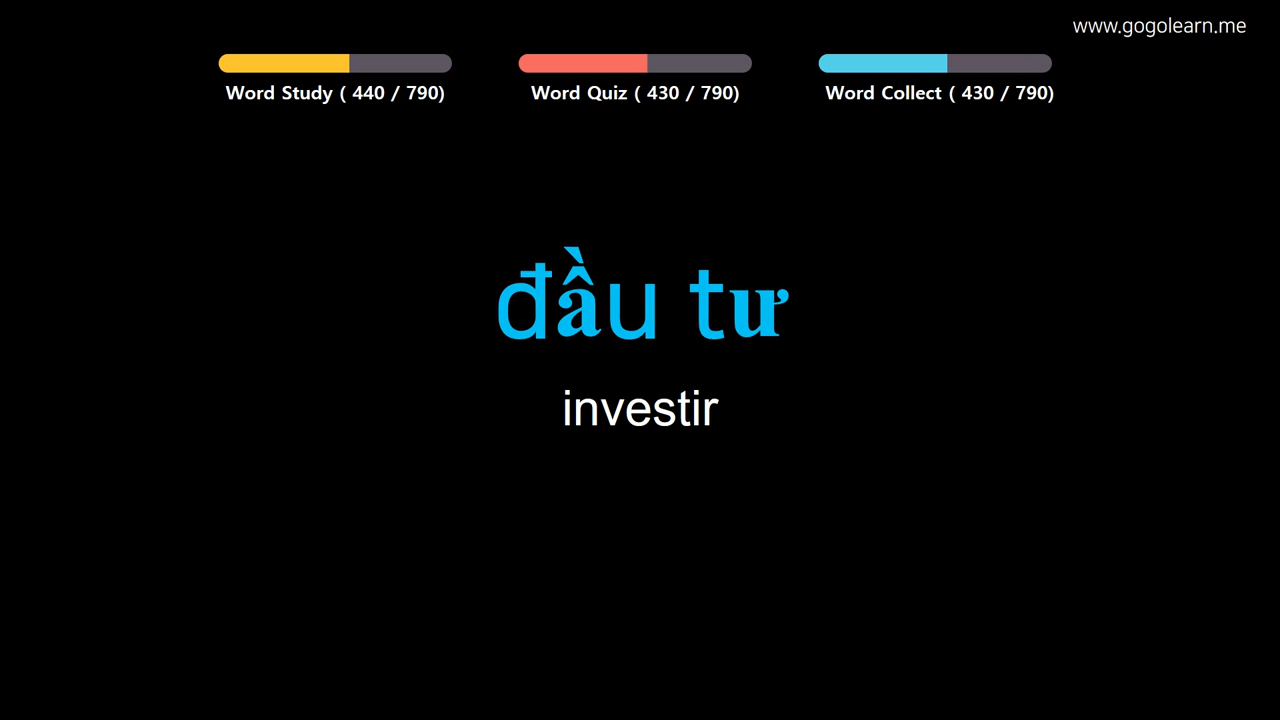 www.gogolearn.me
Word Study ( 440 / 790)
Word Quiz ( 430 / 790)
Word Collect ( 430 / 790)
đầu tư
investir